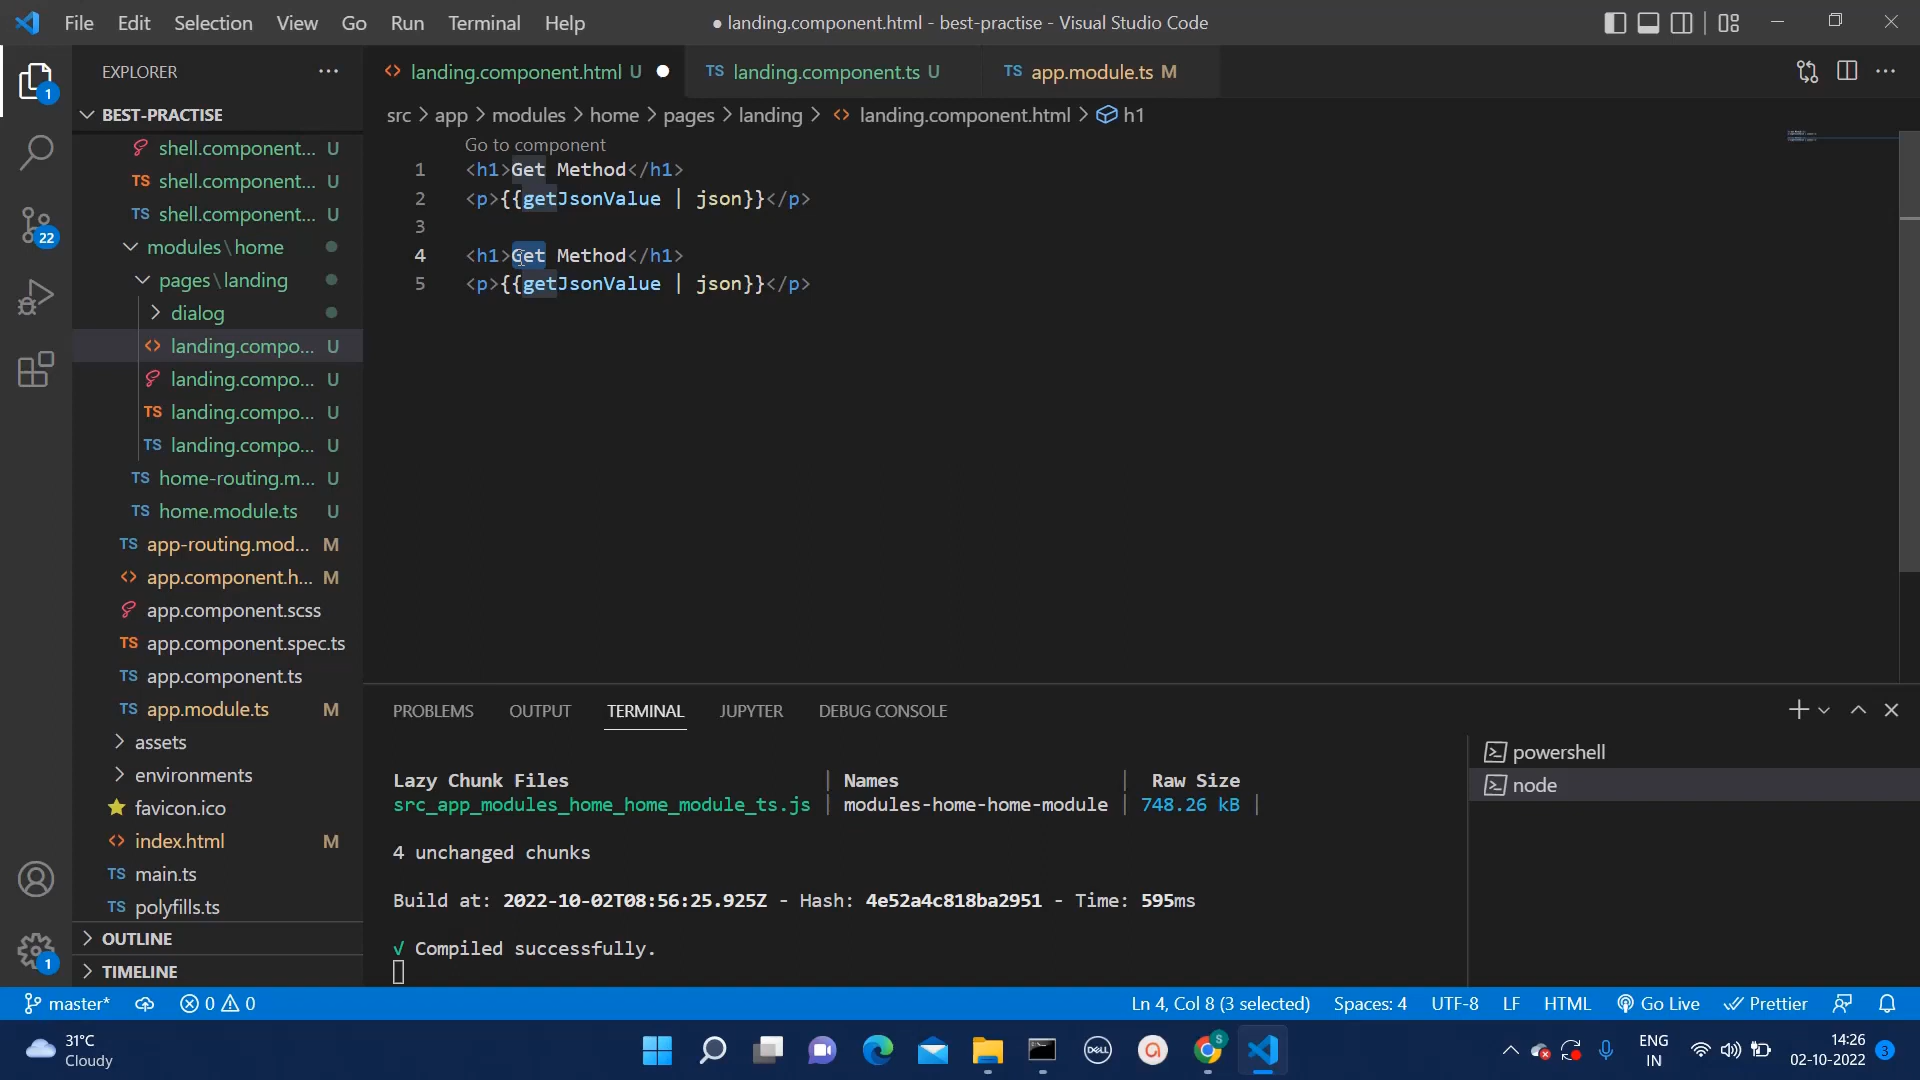 File Edit Selection View Go Run Terminal Help
● landing.component.html - best-practise - Visual Studio Code
EXPLORER
BEST-PRACTISE
shell.component... U
shell.component... U
shell.component... U
modules\home
pages\landing
dialog
landing.compo... U
landing.compo... U
landing.compo... U
landing.compo... U
home-routing.m... U
home.module.ts U
app-routing.mod... M
app.component.h... M
app.component.scss
app.component.spec.ts
app.component.ts
app.module.ts M
assets
environments
favicon.ico
index.html M
main.ts
polyfills.ts
OUTLINE
TIMELINE
1
22
1
landing.component.html U
landing.component.ts U
app.module.ts M
src > app > modules > home > pages > landing > landing.component.html > h1
Go to component
1 <h1>Get Method</h1>
2 <p>{{getJsonValue | json}}</p>
3
4 <h1>Get Method</h1>
5 <p>{{getJsonValue | json}}</p>
PROBLEMS OUTPUT TERMINAL JUPYTER DEBUG CONSOLE
Lazy Chunk Files | Names | Raw Size
src_app_modules_home_home_module_ts.js | modules-home-home-module | 748.26 kB |
4 unchanged chunks
Build at: 2022-10-02T08:56:25.925Z - Hash: 4e52a4c818ba2951 - Time: 595ms
√ Compiled successfully.
powershell
node
master* 0 0
Ln 4, Col 8 (3 selected) Spaces: 4 UTF-8 LF HTML Go Live Prettier
31°C
Cloudy
DELL
S
ENG
IN
14:26
02-10-2022
3